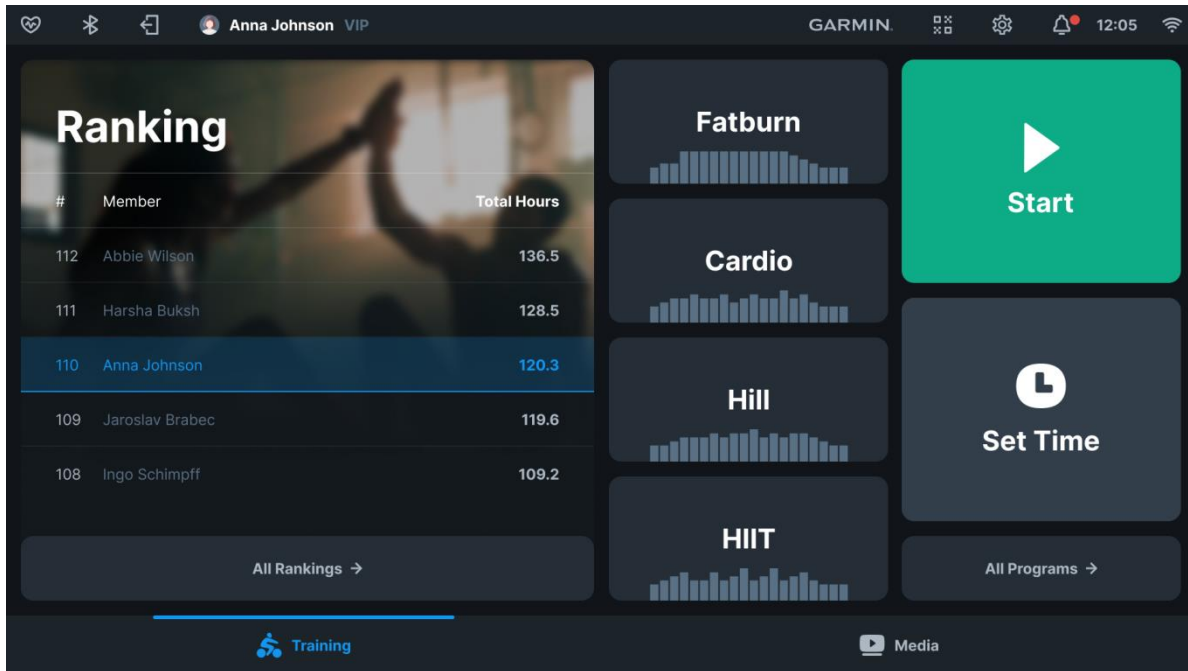 Anna Johnson VIP
GARMIN.
12:05
Ranking
# Member Total Hours
112 Abbie Wilson 136.5
111 Harsha Buksh 128.5
110 Anna Johnson 120.3
109 Jaroslav Brabec 119.6
108 Ingo Schimpff 109.2
All Rankings →
Fatburn
Cardio
Hill
HIIT
Start
Set Time
All Programs →
Training
Media